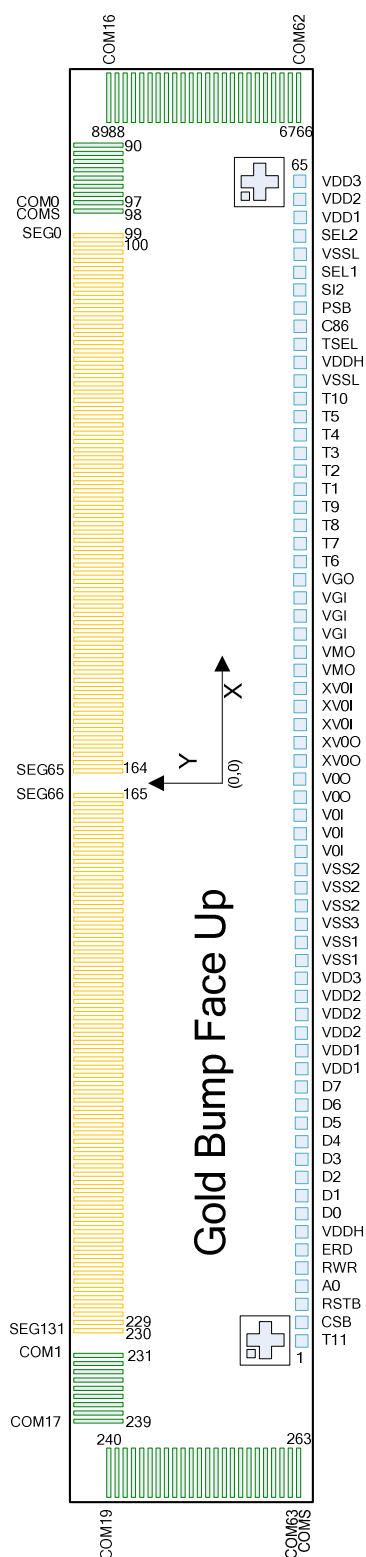 COM16
COM62
8988
6766
90
65
COM0
97
COMS
98
SEG0
99
100
VDD3
VDD2
VDD1
SEL2
VSSL
SEL1
SI2
PSB
C86
TSEL
VDDH
VSSL
T10
T5
T4
T3
T2
T1
T9
T8
T7
T6
VGO
VGI
VGI
VGI
VMO
VMO
XV0I
XV0I
XV0I
XV0O
XV0O
V0O
V0O
V0I
V0I
V0I
VSS2
VSS2
VSS2
VSS3
VSS1
VSS1
VDD3
VDD2
VDD2
VDD2
VDD1
VDD1
D7
D6
D5
D4
D3
D2
D1
D0
VDDH
ERD
RWR
A0
RSTB
CSB
T11
X
Y
(0,0)
SEG65
164
SEG66
165
Gold Bump Face Up
SEG131
229
230
COM1
231
1
COM17
239
240
263
COM19
COM63
COMS